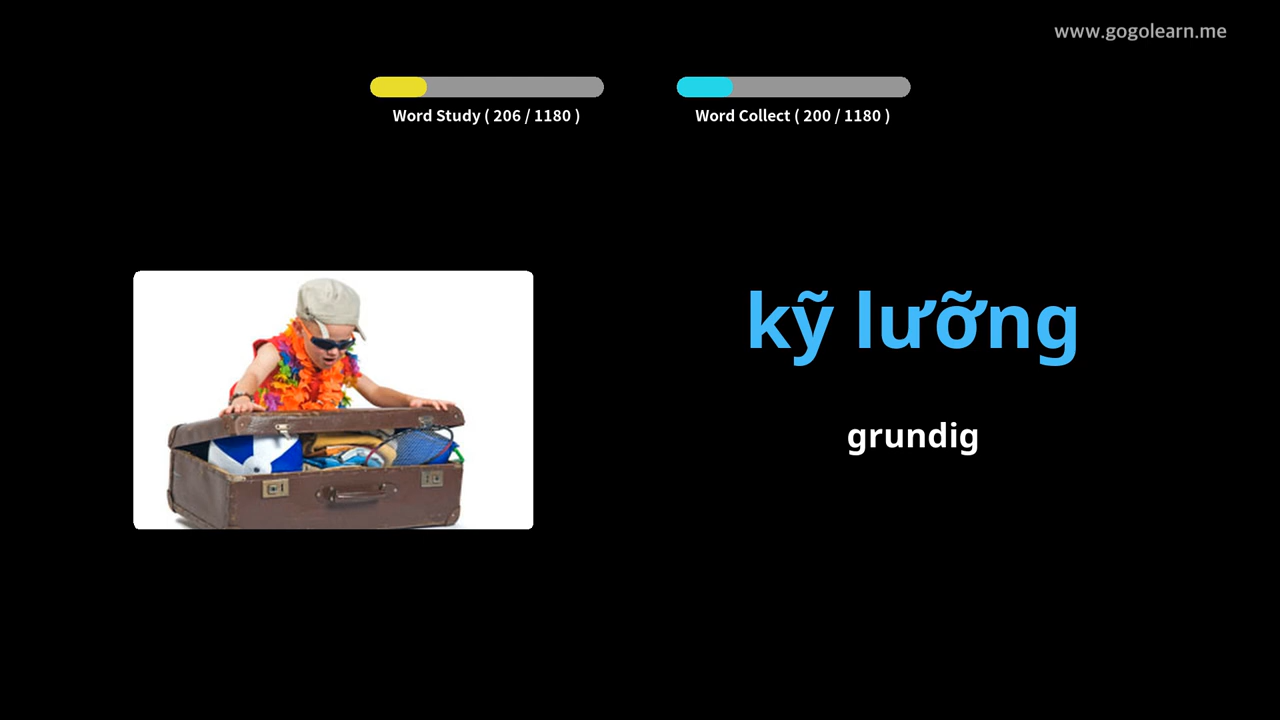 www.gogolearn.me
Word Study ( 206 / 1180 )
Word Collect ( 200 / 1180 )
kỹ lưỡng
grundig